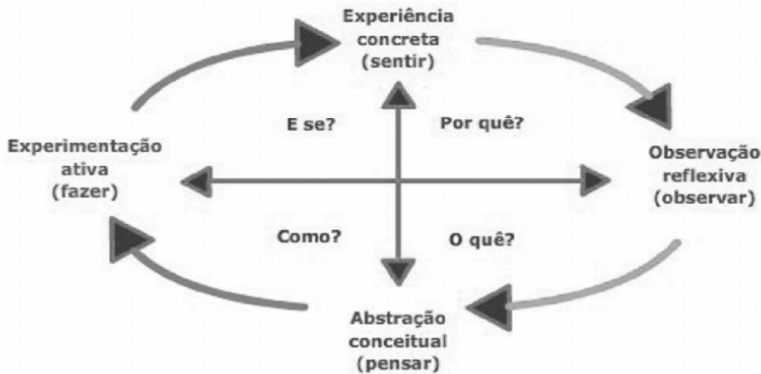 Experiência
concreta
(sentir)
E se?
Por quê?
Experimentação
ativa
(fazer)
Observação
reflexiva
(observar)
Como?
O quê?
Abstração
conceitual
(pensar)